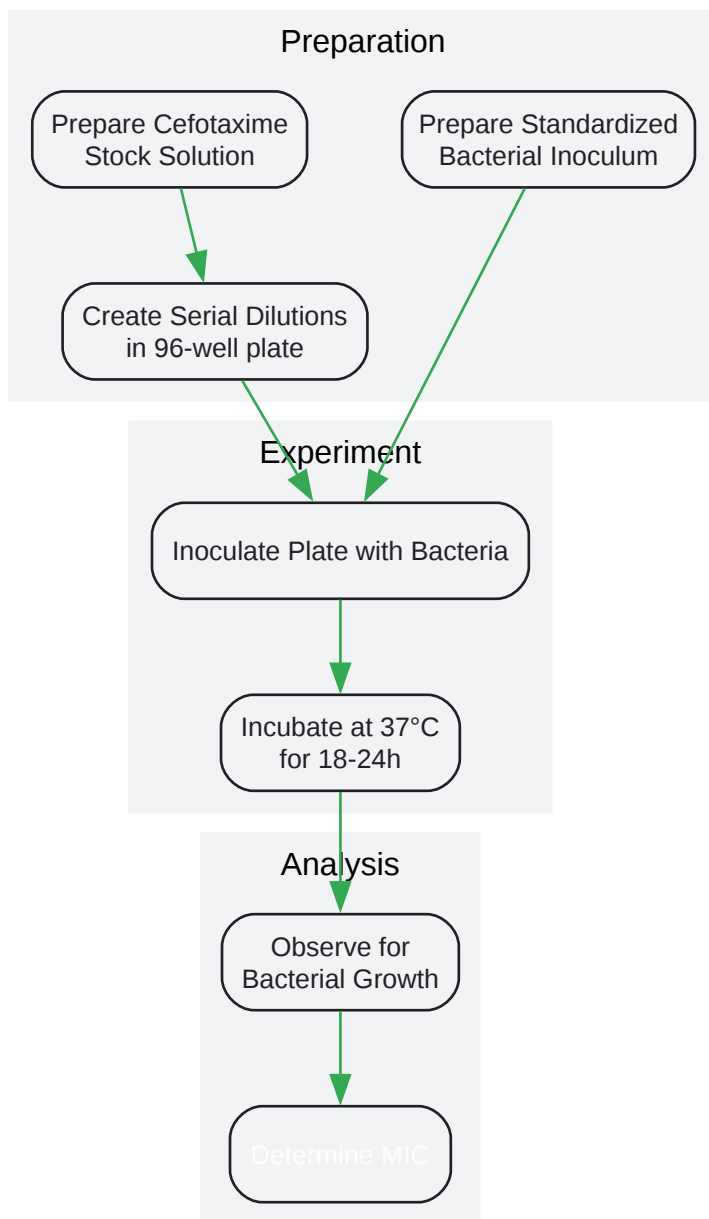 Preparation
Prepare Cefotaxime
Stock Solution
Prepare Standardized
Bacterial Inoculum
Create Serial Dilutions
in 96-well plate
Experiment
Inoculate Plate with Bacteria
Incubate at 37°C
for 18-24h
Analysis
Observe for
Bacterial Growth
Determine MIC